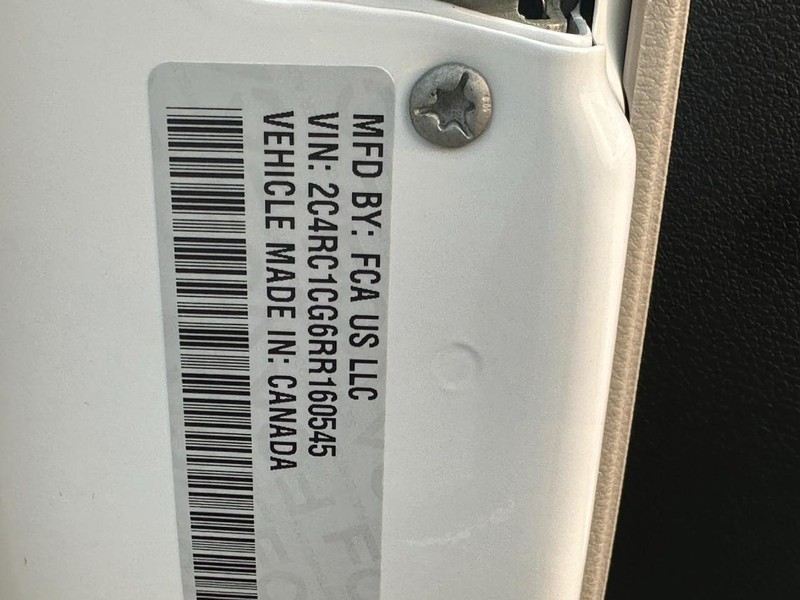 MFD BY: FCA US LLC
VIN: 2C4RC1CG6RR160545
VEHICLE MADE IN: CANADA